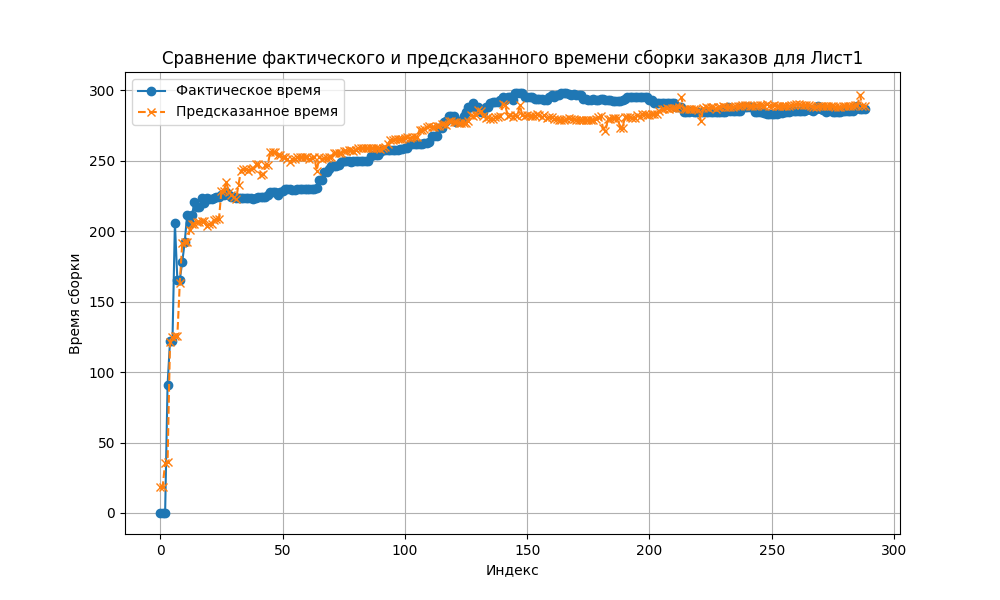 Сравнение фактического и предсказанного времени сборки заказов для Лист1
Фактическое время
Предсказанное время
Время сборки
300
250
200
150
100
50
0
0 50 100 150 200 250 300
Индекс